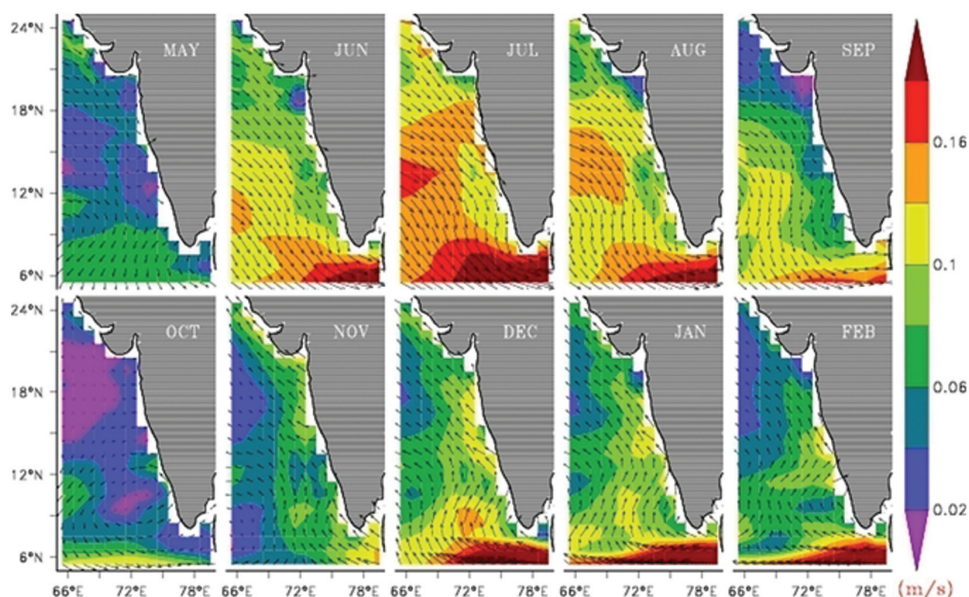 24°N MAY JUN JUL AUG SEP
18°N
12°N
6°N
24°N OCT NOV DEC JAN FEB
18°N
12°N
6°N
66°E 72°E 78°E 66°E 72°E 78°E 66°E 72°E 78°E 66°E 72°E 78°E 66°E 72°E 78°E
0.16
0.1
0.06
0.02
(m/s)